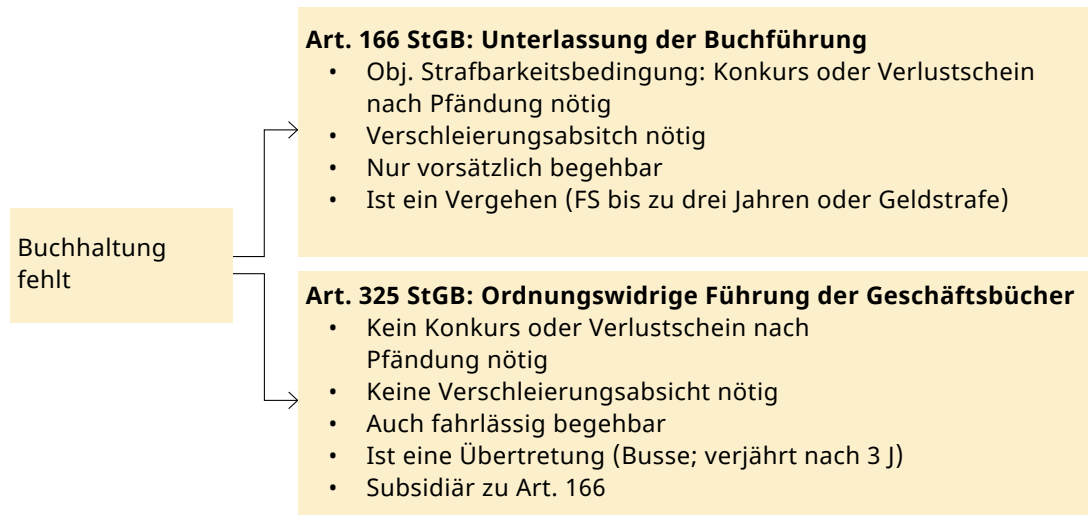 Art. 166 StGB: Unterlassung der Buchführung
• Obj. Strafbarkeitsbedingung: Konkurs oder Verlustschein
nach Pfändung nötig
• Verschleierungsabsitch nötig
• Nur vorsätzlich begehbar
• Ist ein Vergehen (FS bis zu drei Jahren oder Geldstrafe)
Buchhaltung
fehlt
Art. 325 StGB: Ordnungswidrige Führung der Geschäftsbücher
• Kein Konkurs oder Verlustschein nach
Pfändung nötig
• Keine Verschleierungsabsicht nötig
• Auch fahrlässig begehbar
• Ist eine Übertretung (Busse; verjährt nach 3 J)
• Subsidiär zu Art. 166